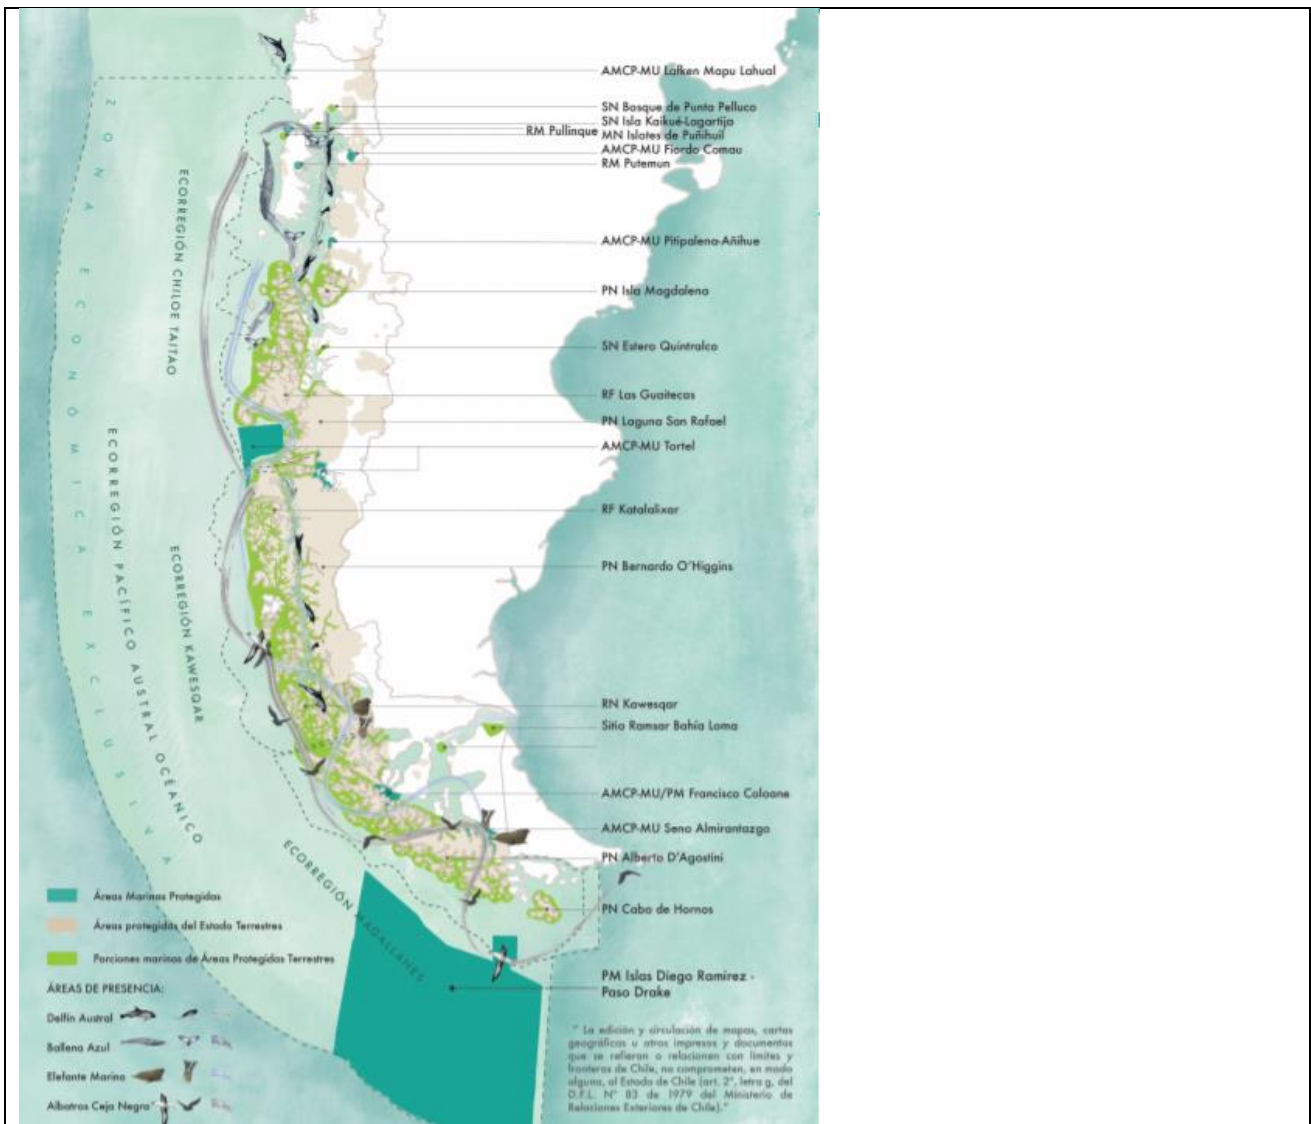 AMCP-MU Lafken Mapu Lahual
SN Bosque de Punta Pelluco
SN Isla Kaikué-Lagartija
RM Pullinque
MN Islotes de Puñihuil
AMCP-MU Fiordo Comau
RM Putemun
AMCP-MU Pitipalena-Añihue
PN Isla Magdalena
SN Estero Quintralco
RF Las Guaitecas
PN Laguna San Rafael
AMCP-MU Tortel
RF Katalalixar
PN Bernardo O'Higgins
RN Kawesqar
Sitio Ramsar Bahía Lomas
AMCP-MU/PM Francisco Coloane
AMCP-MU Seno Almirantazgo
PN Alberto D'Agostini
PN Cabo de Hornos
PM Islas Diego Ramirez -
Paso Drake
ZONA ECONÓMICA EXCLUSIVA
ECORREGIÓN CHILOE TAITAO
ECORREGIÓN PACÍFICO AUSTRAL OCÉANICO
ECORREGIÓN KAWESQAR
ECORREGIÓN MAGALLANES
Áreas Marinas Protegidas
Áreas protegidas del Estado Terrestres
Porciones marinas de Áreas Protegidas Terrestres
ÁREAS DE PRESENCIA:
Delfín Austral
Ballena Azul
Elefante Marino
Albatros Ceja Negra*
" La edición y circulación de mapas, cartas
geográficas u otros impresos y documentos
que se refieran o relacionen con límites y
fronteras de Chile, no comprometen, en modo
alguno, al Estado de Chile (art. 2°, letra g, del
D.F.L. N° 83 de 1979 del Ministerio de
Relaciones Exteriores de Chile)."